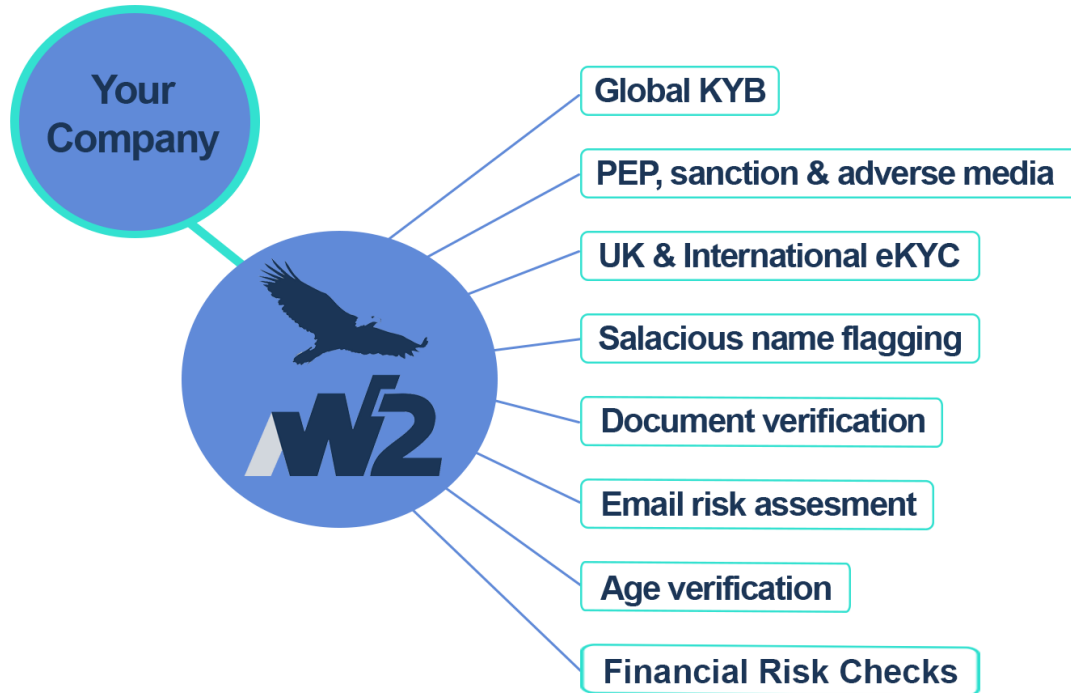 Your
Company
W2
Global KYB
PEP, sanction & adverse media
UK & International eKYC
Salacious name flagging
Document verification
Email risk assesment
Age verification
Financial Risk Checks